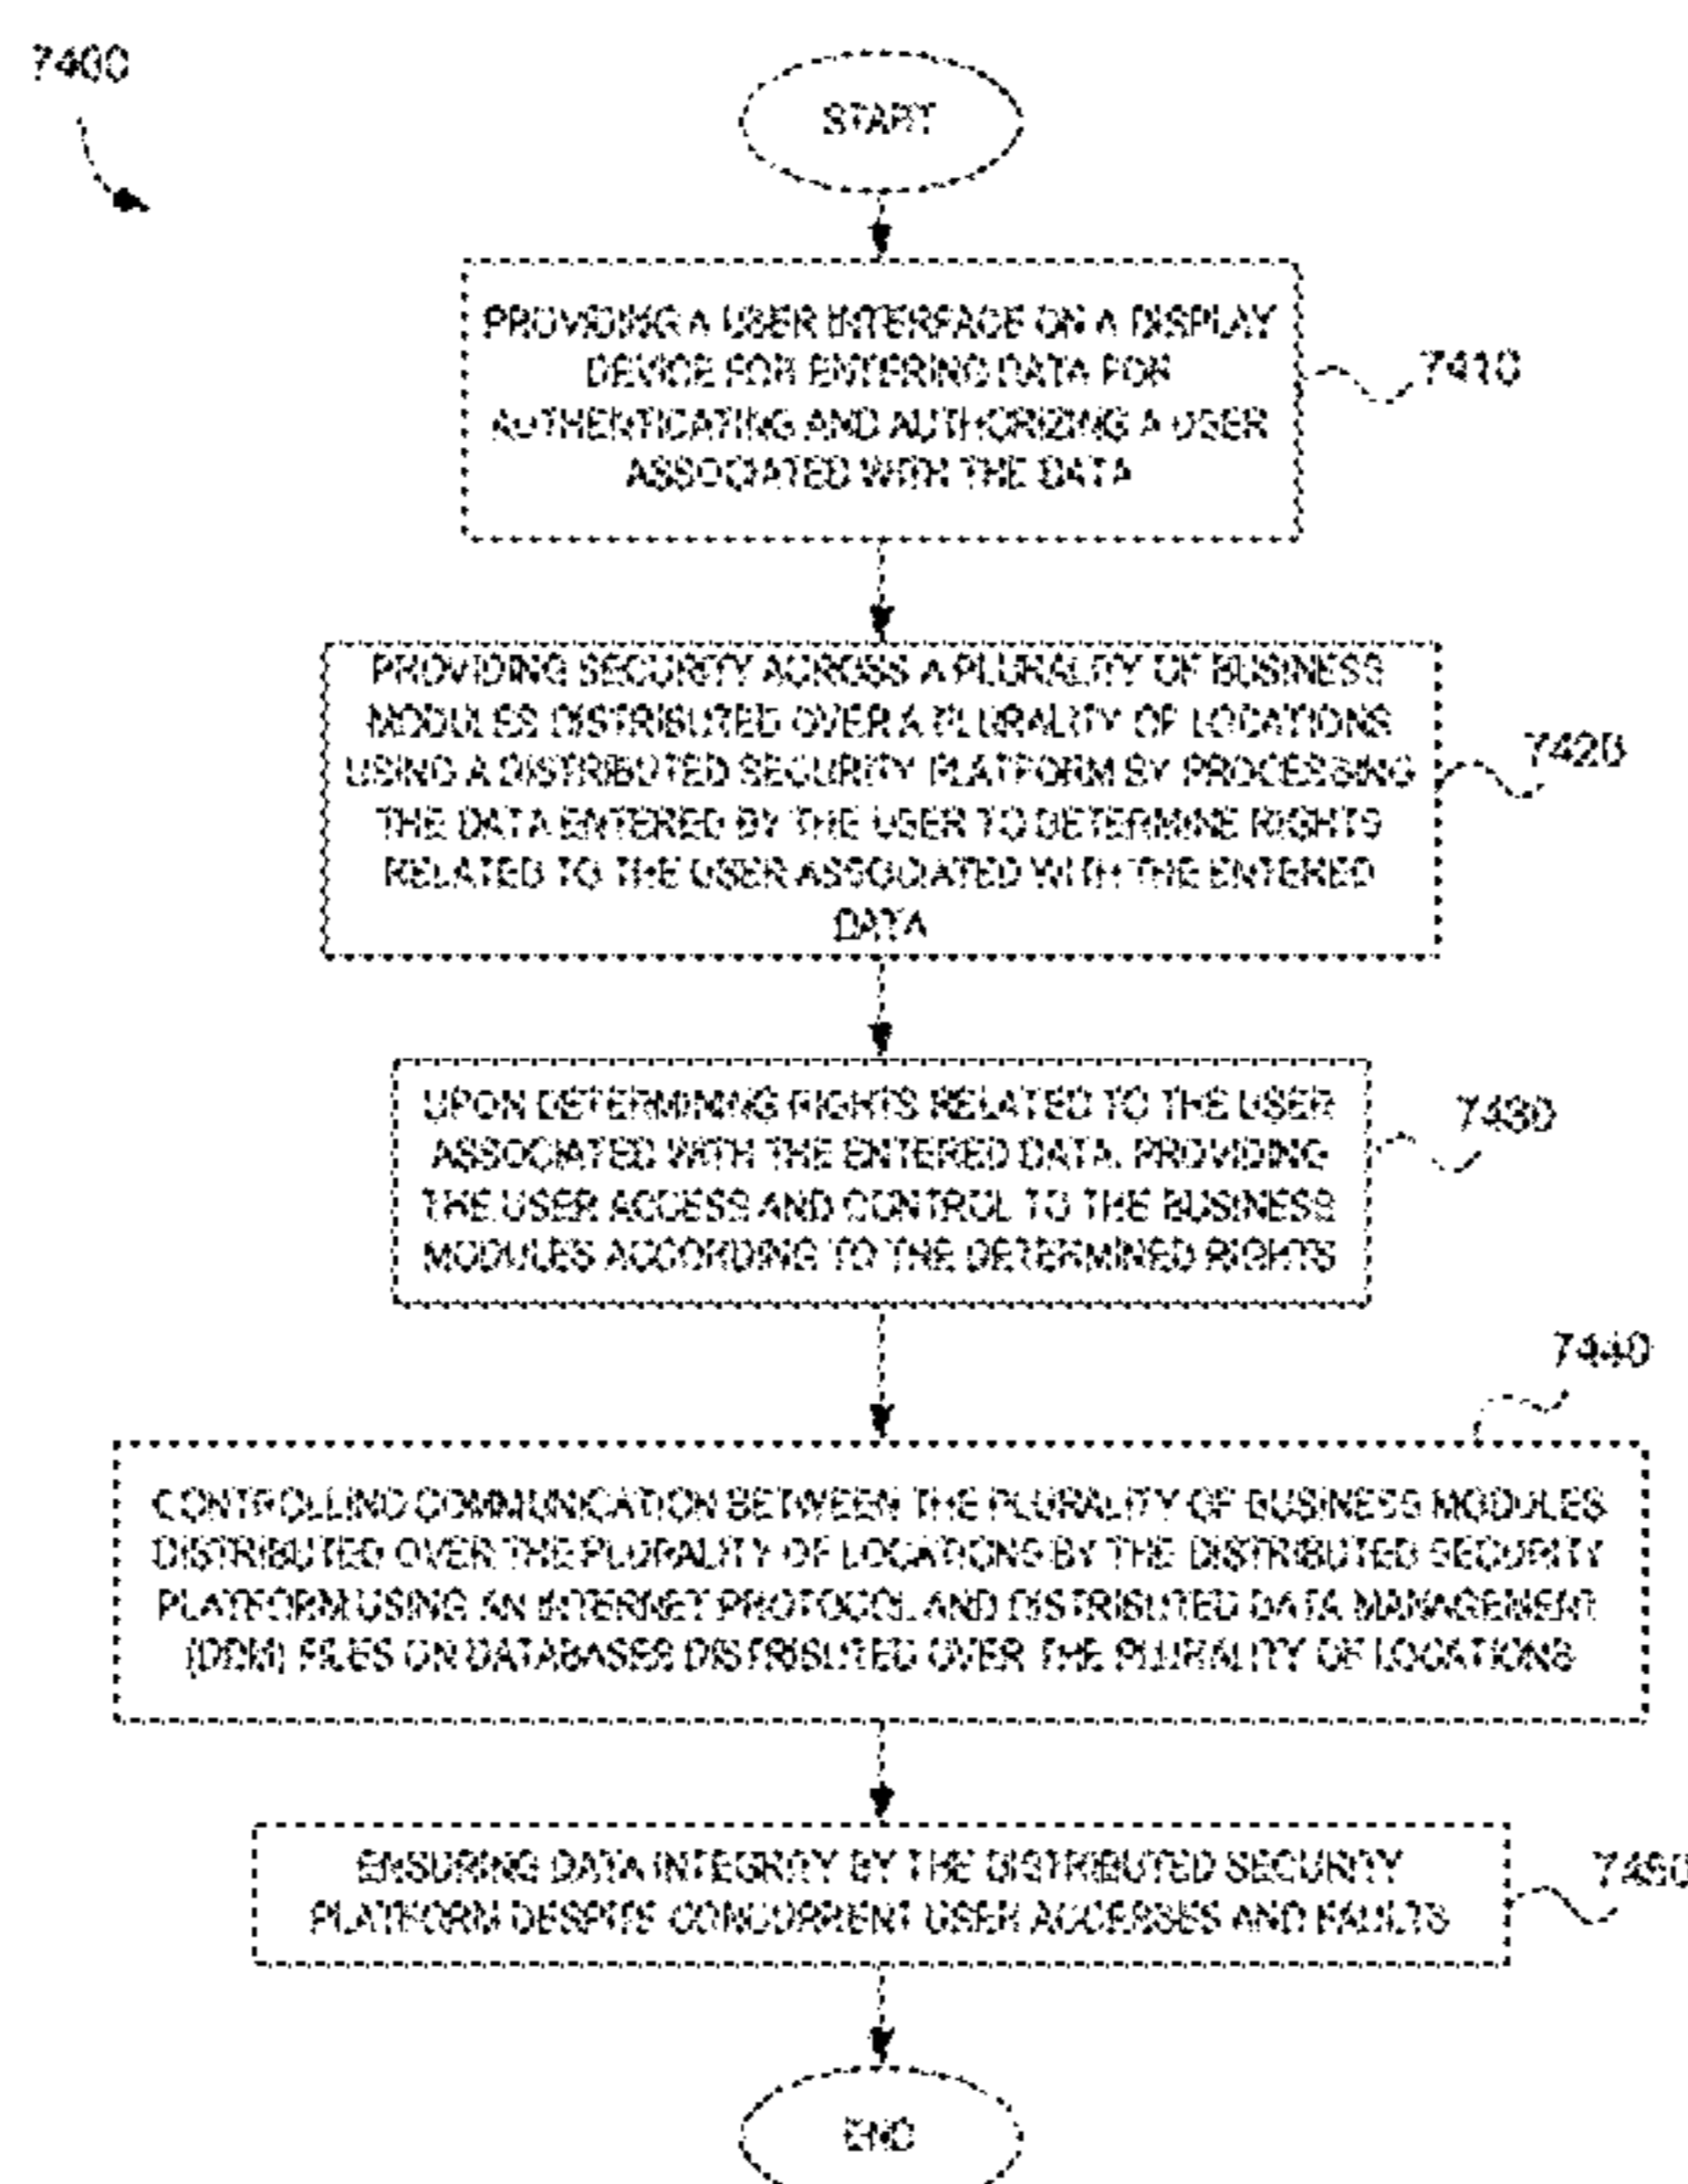 7400
START
PROVIDING A USER INTERFACE ON A DISPLAY
DEVICE FOR ENTERING DATA FOR
AUTHENTICATING AND AUTHORIZING A USER
ASSOCIATED WITH THE DATA
7410
PROVIDING SECURITY ACROSS A PLURALITY OF BUSINESS
MODULES DISTRIBUTED OVER A PLURALITY OF LOCATIONS
USING A DISTRIBUTED SECURITY PLATFORM BY PROCESSING
THE DATA ENTERED BY THE USER TO DETERMINE RIGHTS
RELATED TO THE USER ASSOCIATED WITH THE ENTERED
DATA
7420
UPON DETERMINING RIGHTS RELATED TO THE USER
ASSOCIATED WITH THE ENTERED DATA, PROVIDING
THE USER ACCESS AND CONTROL TO THE BUSINESS
MODULES ACCORDING TO THE DETERMINED RIGHTS
7430
7440
CONTROLLING COMMUNICATION BETWEEN THE PLURALITY OF BUSINESS MODULES
DISTRIBUTED OVER THE PLURALITY OF LOCATIONS BY THE DISTRIBUTED SECURITY
PLATFORM USING AN INTERNET PROTOCOL AND DISTRIBUTED DATA MANAGEMENT
(DDM) FILES ON DATABASES DISTRIBUTED OVER THE PLURALITY OF LOCATIONS
ENSURING DATA INTEGRITY BY THE DISTRIBUTED SECURITY
PLATFORM DESPITE CONCURRENT USER ACCESSES AND FAULTS
7450
END